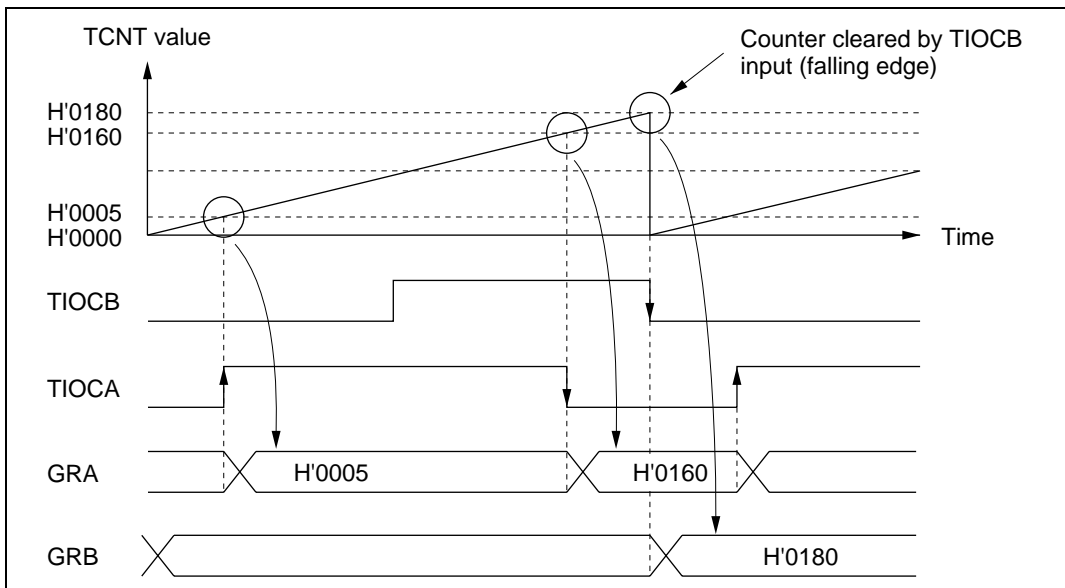 TCNT value
Counter cleared by TIOCB
input (falling edge)
H'0180
H'0160
H'0005
H'0000
Time
TIOCB
TIOCA
GRA
H'0005
H'0160
GRB
H'0180